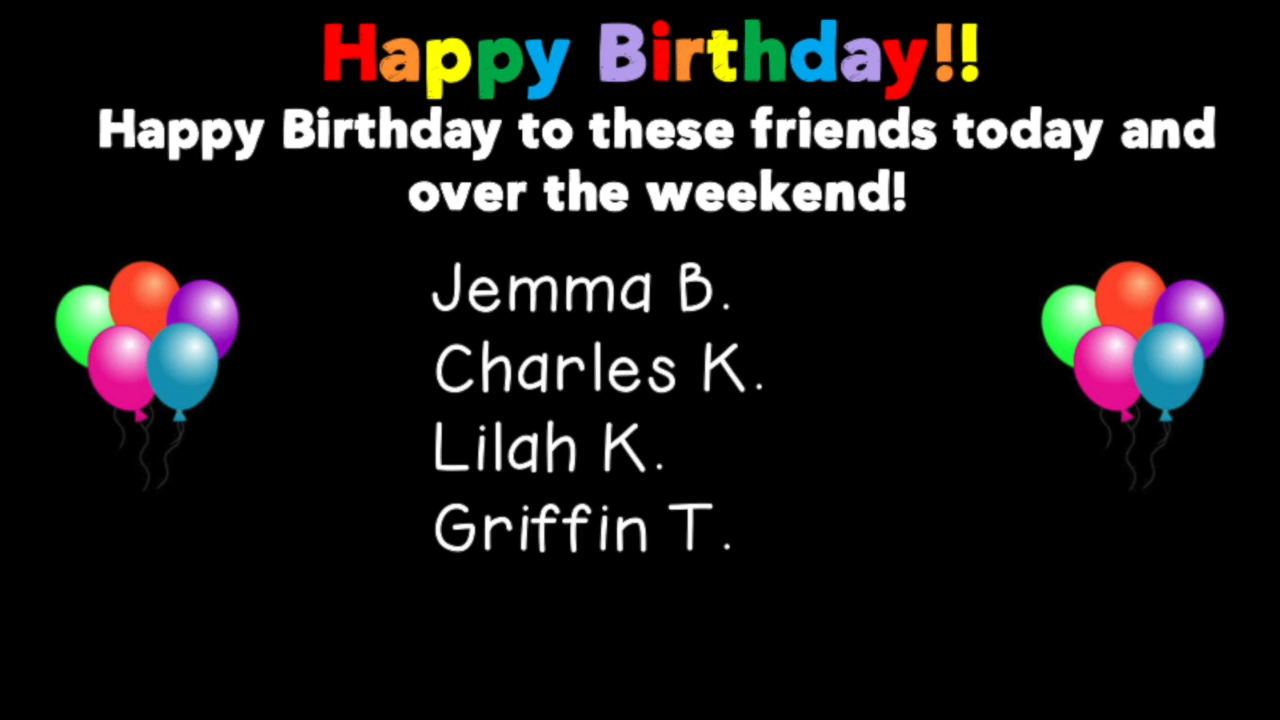 Happy Birthday!!
Happy Birthday to these friends today and
over the weekend!
Jemma B.
Charles K.
Lilah K.
Griffin T.